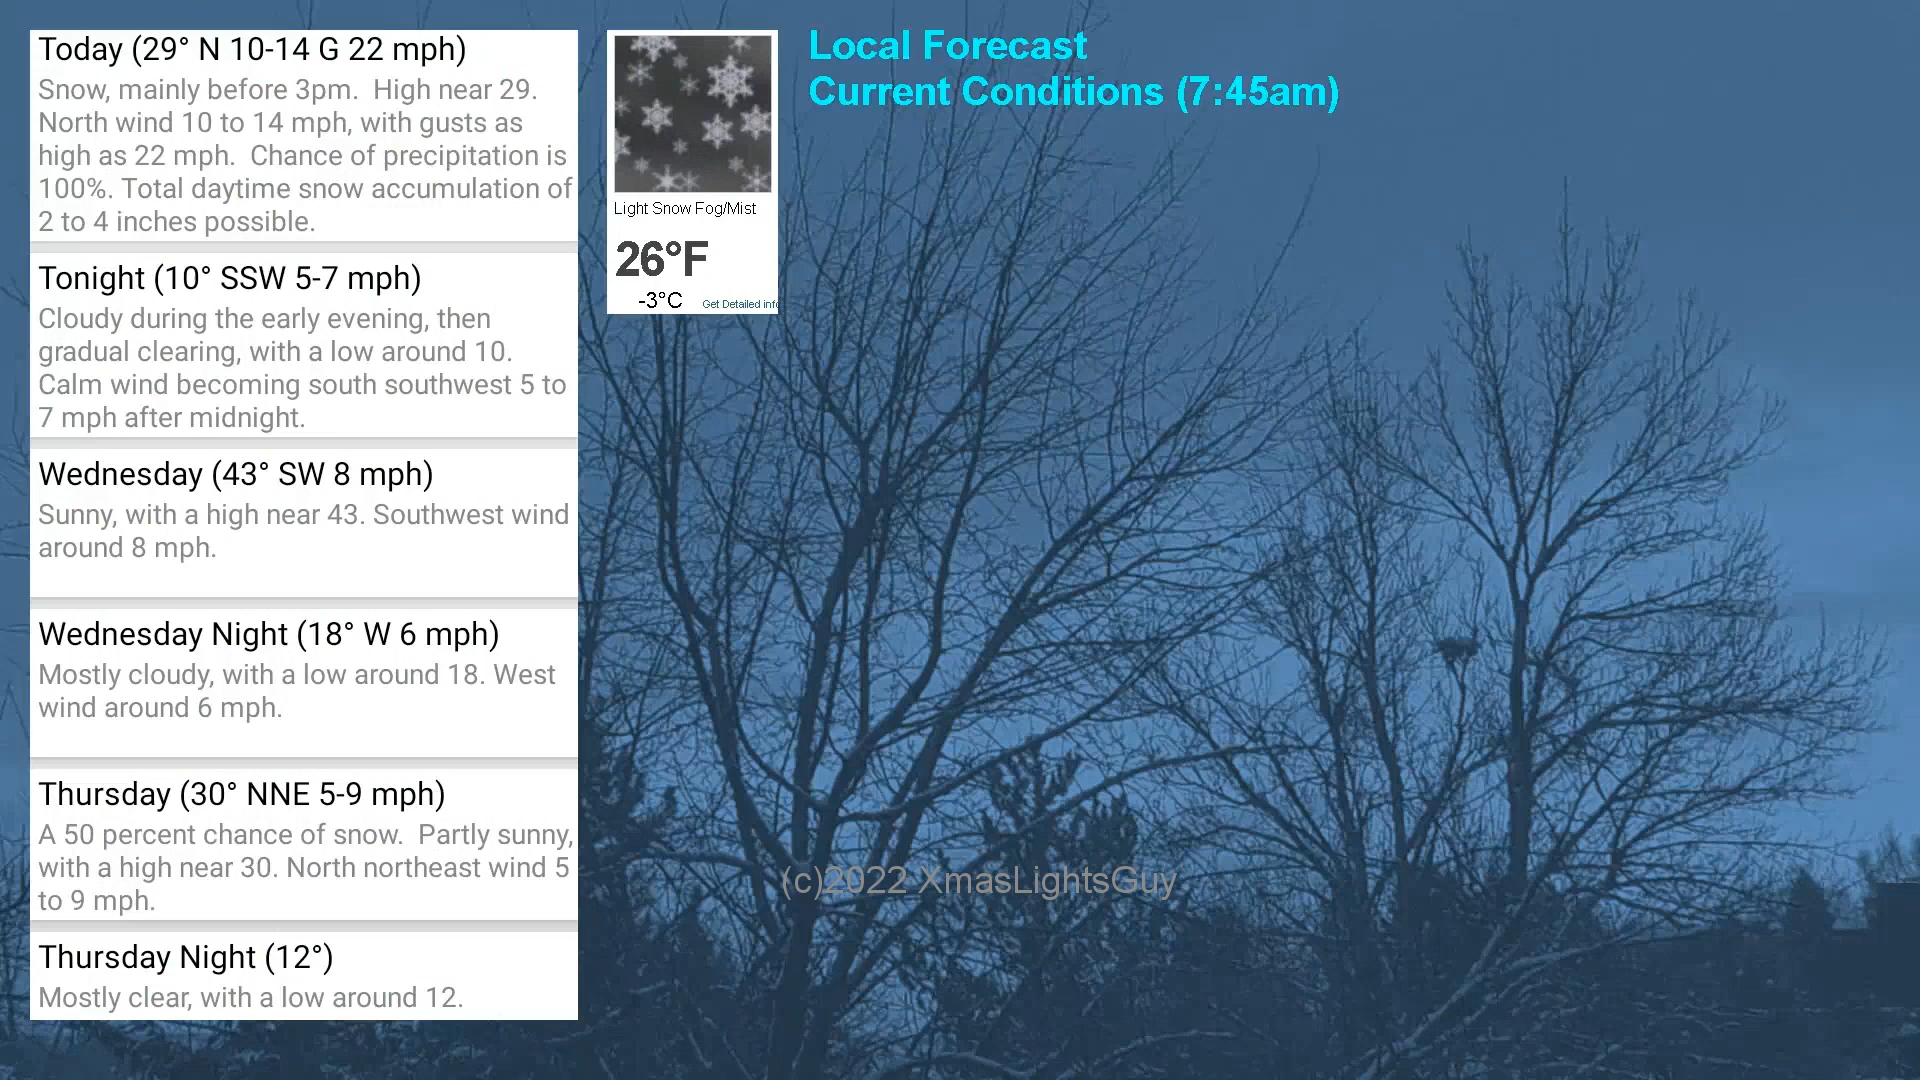 Today (29° N 10-14 G 22 mph)
Snow, mainly before 3pm.  High near 29.
North wind 10 to 14 mph, with gusts as
high as 22 mph.  Chance of precipitation is
100%. Total daytime snow accumulation of
2 to 4 inches possible.
Tonight (10° SSW 5-7 mph)
Cloudy during the early evening, then
gradual clearing, with a low around 10.
Calm wind becoming south southwest 5 to
7 mph after midnight.
Wednesday (43° SW 8 mph)
Sunny, with a high near 43. Southwest wind
around 8 mph.
Wednesday Night (18° W 6 mph)
Mostly cloudy, with a low around 18. West
wind around 6 mph.
Thursday (30° NNE 5-9 mph)
A 50 percent chance of snow.  Partly sunny,
with a high near 30. North northeast wind 5
to 9 mph.
Thursday Night (12°)
Mostly clear, with a low around 12.
Light Snow Fog/Mist
26°F
-3°C
Get Detailed info
Local Forecast
Current Conditions (7:45am)
(c)2022 XmasLightsGuy